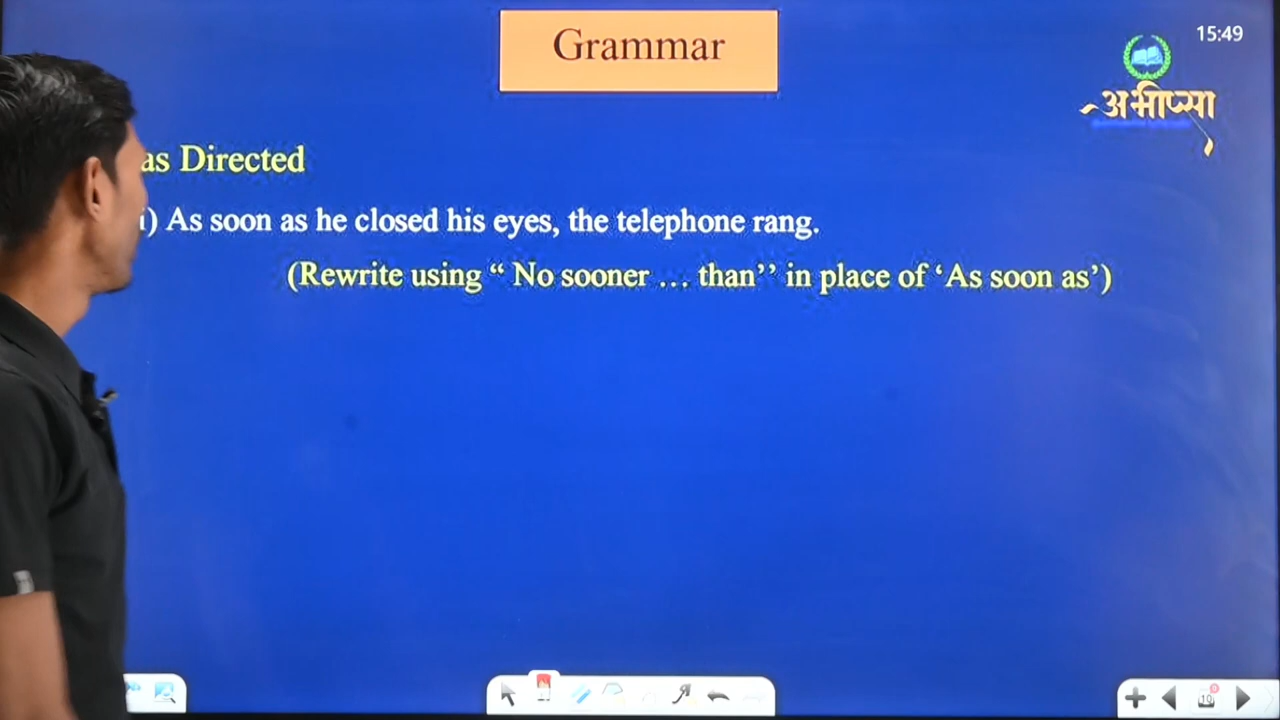 Grammar
15:49
अभीप्सा
as Directed
i) As soon as he closed his eyes, the telephone rang.
(Rewrite using “ No sooner … than’’ in place of ‘As soon as’)
10